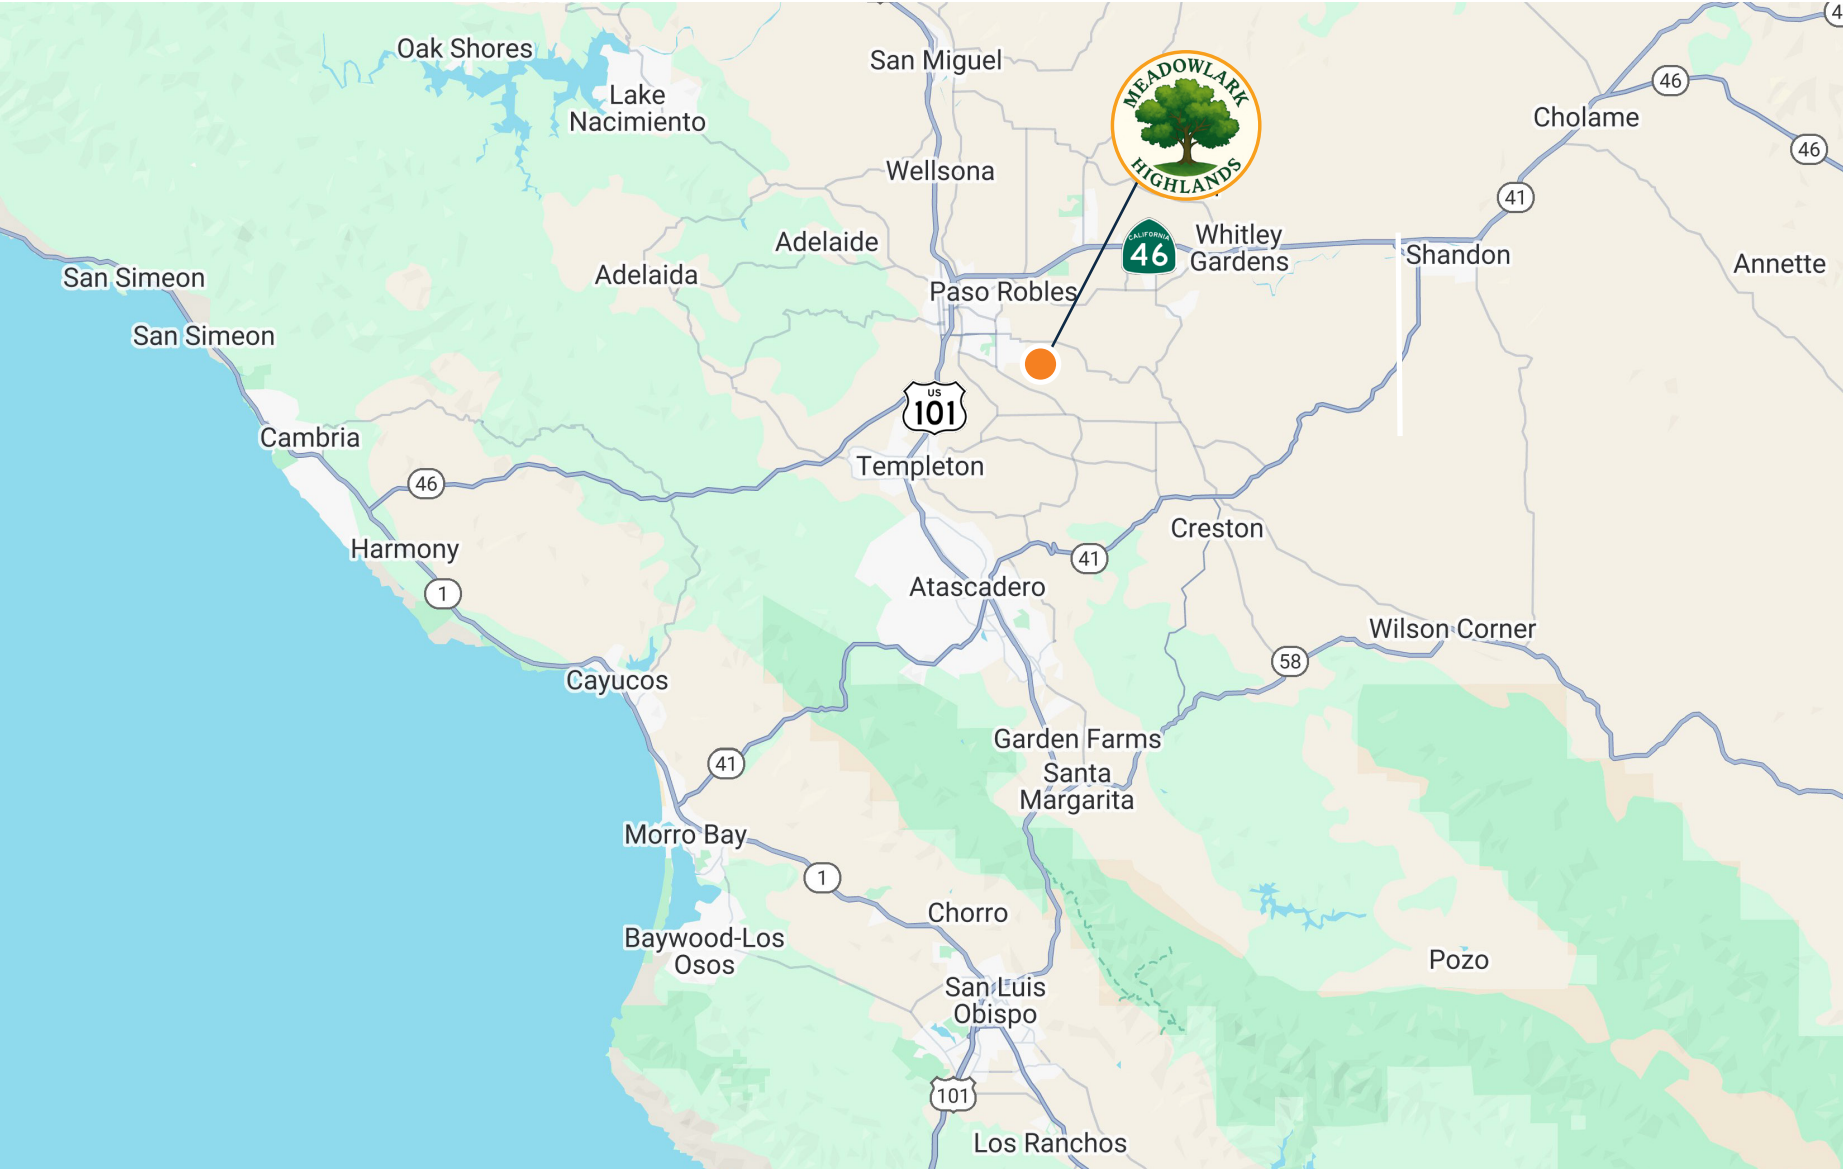 Oak Shores
San Miguel
4
46
Lake
Nacimiento
MEADOWLARK
HIGHLANDS
Cholame
46
Wellsona
41
Adelaide
CALIFORNIA
46
Whitley
Gardens
Shandon
Annette
San Simeon
Adelaida
Paso Robles
San Simeon
US
101
Cambria
Templeton
46
Creston
Harmony
41
Atascadero
1
Wilson Corner
58
Cayucos
Garden Farms
41
Santa
Margarita
Morro Bay
1
Chorro
Baywood-Los
Osos
Pozo
San Luis
Obispo
101
Los Ranchos